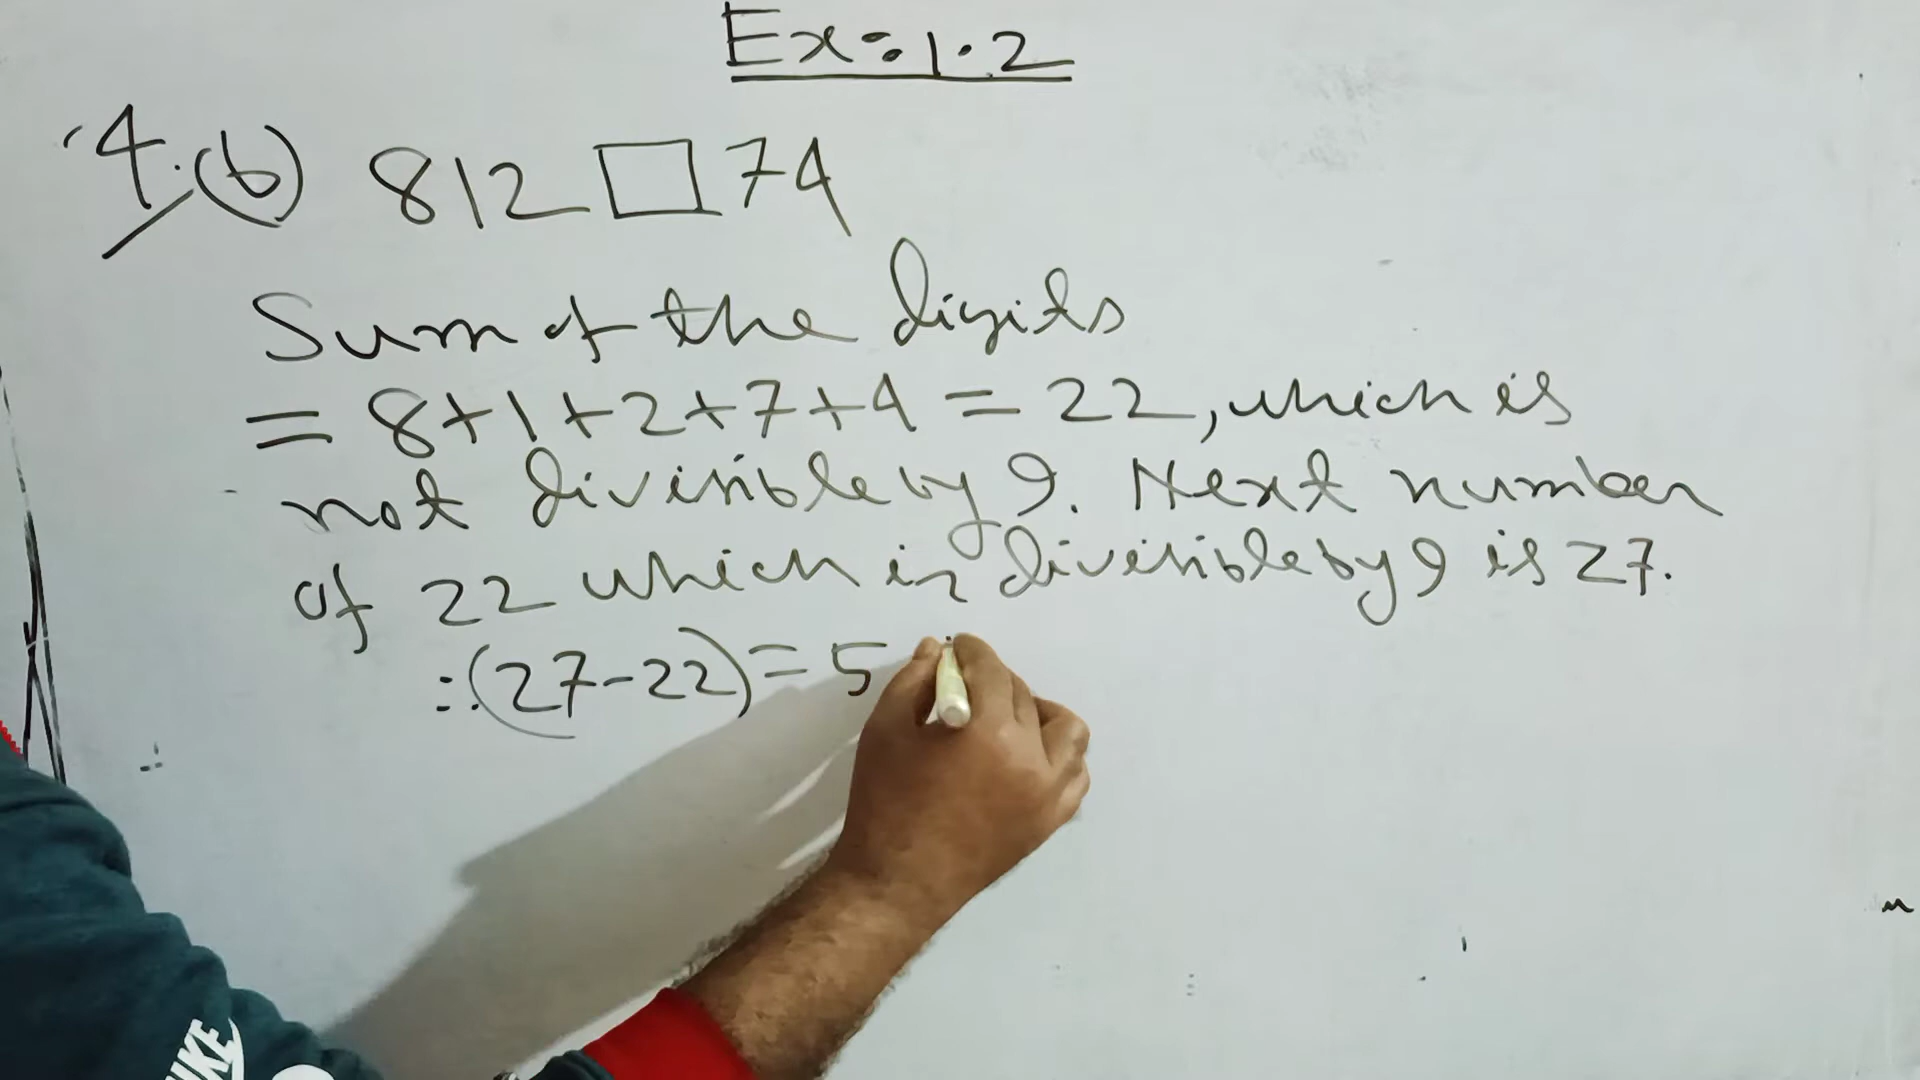 Ex:1.2
4.(b) 812 □ 74
Sum of the digits
= 8+1+2+7+4 = 22, which is
not divisible by 9. Next number
of 22 which is divisible by 9 is 27.
∴(27-22)= 5
NIKE